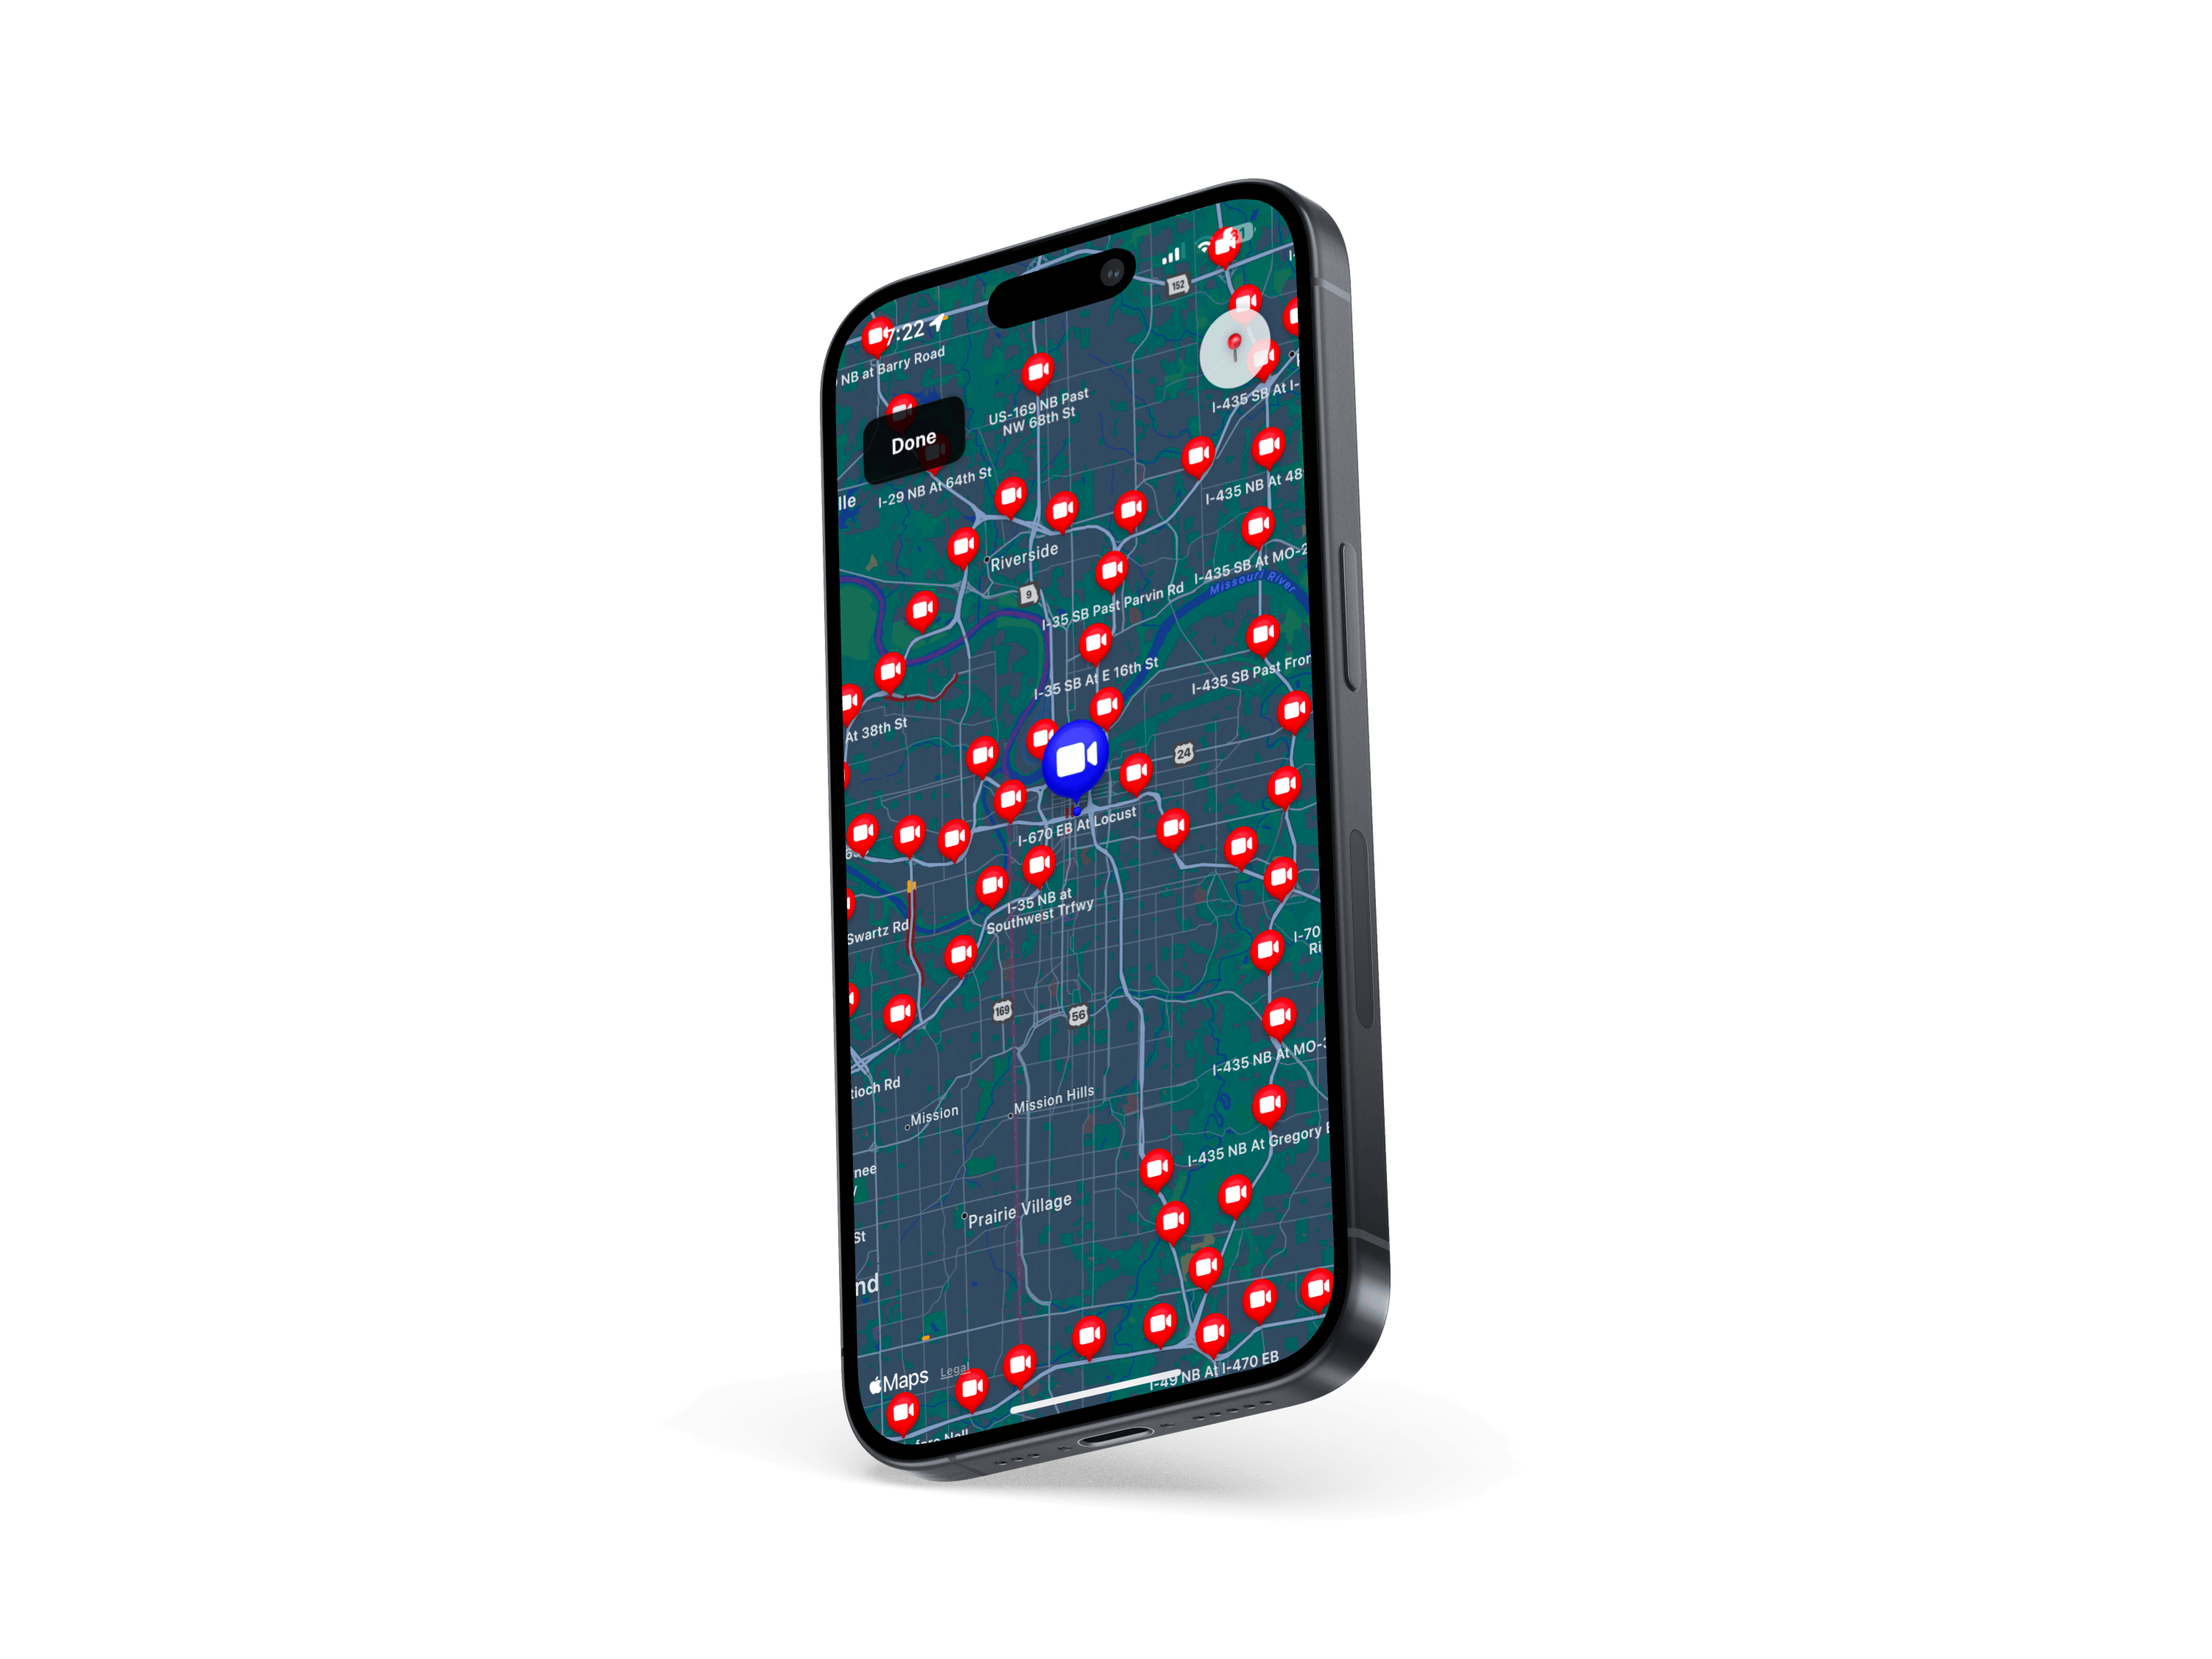 31
152
7:22
NB at Barry Road
US-169 NB Past
NW 68th St
I-435 SB At I-
Done
I-29 NB At 64th St
lle
I-435 NB At 48
Riverside
I-435 SB At MO-2
Missouri River
9
I-35 SB Past Parvin Rd
I-35 SB At E 16th St
I-435 SB Past Fron
At 38th St
24
I-670 EB At Locust
I-35 NB at
Southwest Trfwy
Swartz Rd
I-70
Ri
169
56
I-435 NB At MO-3
tioch Rd
Mission
Mission Hills
I-435 NB At Gregory B
nee
y
Prairie Village
St
nd
Maps
Legal
I-49 NB At I-470 EB